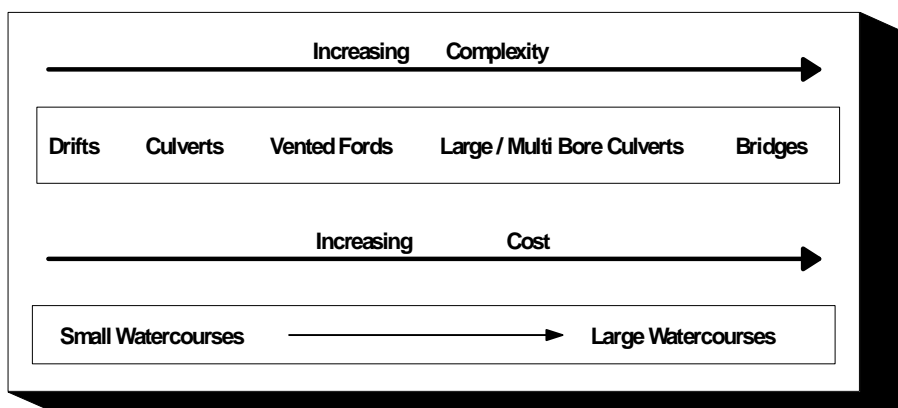 Increasing Complexity
Drifts Culverts Vented Fords Large / Multi Bore Culverts Bridges
Increasing Cost
Small Watercourses Large Watercourses